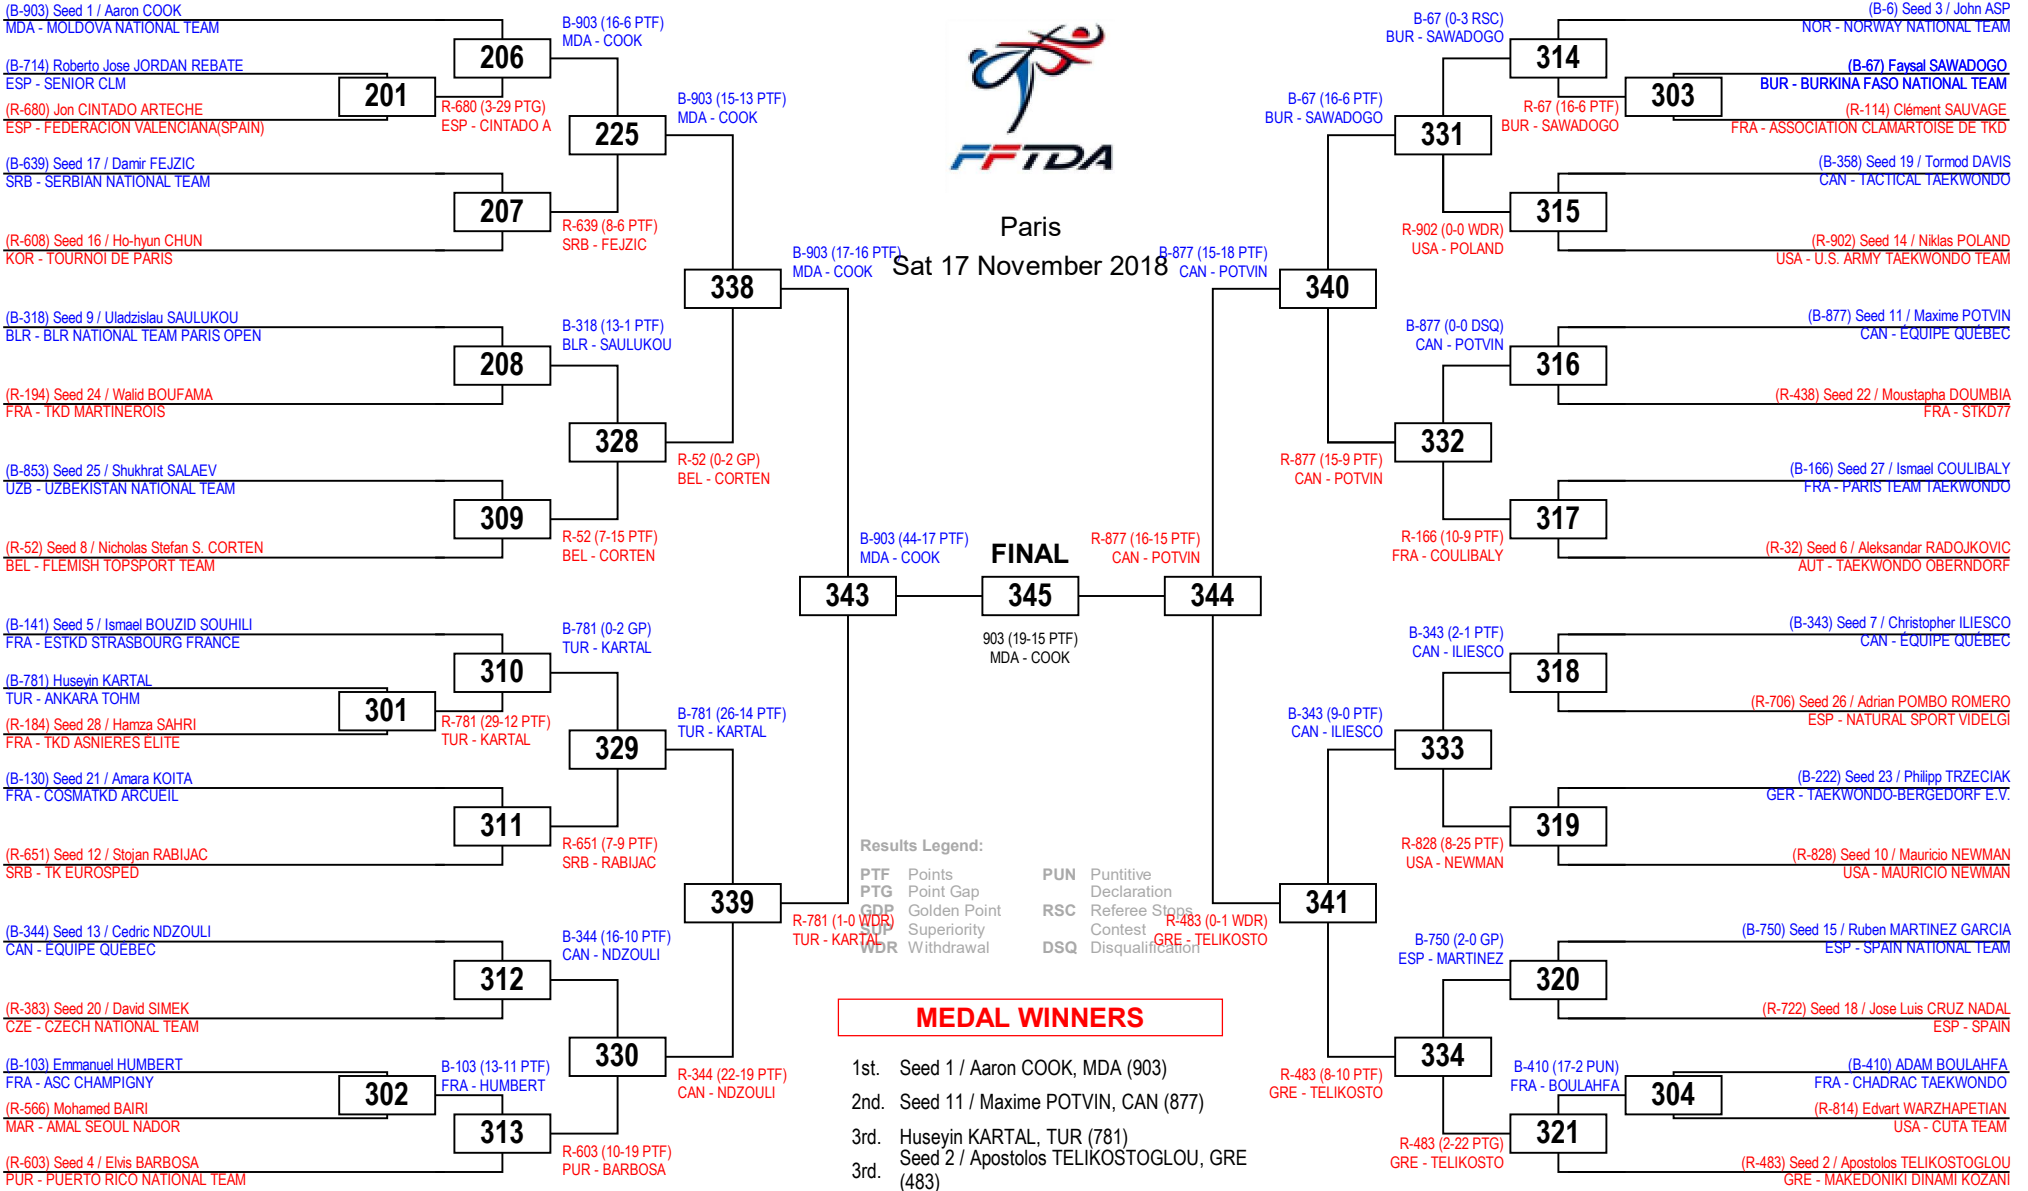 (B-903) Seed 1 / Aaron COOK
MDA - MOLDOVA NATIONAL TEAM
(B-714) Roberto Jose JORDAN REBATE
ESP - SENIOR CLM
(R-680) Jon CINTADO ARTECHE
ESP - FEDERACION VALENCIANA(SPAIN)
(B-639) Seed 17 / Damir FEJZIC
SRB - SERBIAN NATIONAL TEAM
(R-608) Seed 16 / Ho-hyun CHUN
KOR - TOURNOI DE PARIS
(B-318) Seed 9 / Uladzislau SAULUKOU
BLR - BLR NATIONAL TEAM PARIS OPEN
(R-194) Seed 24 / Walid BOUFAMA
FRA - TKD MARTINEROIS
(B-853) Seed 25 / Shukhrat SALAEV
UZB - UZBEKISTAN NATIONAL TEAM
(R-52) Seed 8 / Nicholas Stefan S. CORTEN
BEL - FLEMISH TOPSPORT TEAM
(B-141) Seed 5 / Ismael BOUZID SOUHILI
FRA - ESTKD STRASBOURG FRANCE
(B-781) Huseyin KARTAL
TUR - ANKARA TOHM
(R-184) Seed 28 / Hamza SAHRI
FRA - TKD ASNIERES ÉLITE
(B-130) Seed 21 / Amara KOITA
FRA - COSMATKD ARCUEIL
(R-651) Seed 12 / Stojan RABIJAC
SRB - TK EUROSPED
(B-344) Seed 13 / Cedric NDZOULI
CAN - ÉQUIPE QUÉBEC
(R-383) Seed 20 / David SIMEK
CZE - CZECH NATIONAL TEAM
(B-103) Emmanuel HUMBERT
FRA - ASC CHAMPIGNY
(R-566) Mohamed BAIRI
MAR - AMAL SEOUL NADOR
(R-603) Seed 4 / Elvis BARBOSA
PUR - PUERTO RICO NATIONAL TEAM
201
R-680 (3-29 PTG)
ESP - CINTADO A
301
R-781 (29-12 PTF)
TUR - KARTAL
302
B-103 (13-11 PTF)
FRA - HUMBERT
206
B-903 (16-6 PTF)
MDA - COOK
207
R-639 (8-6 PTF)
SRB - FEJZIC
208
B-318 (13-1 PTF)
BLR - SAULUKOU
309
R-52 (7-15 PTF)
BEL - CORTEN
310
B-781 (0-2 GP)
TUR - KARTAL
311
R-651 (7-9 PTF)
SRB - RABIJAC
312
B-344 (16-10 PTF)
CAN - NDZOULI
313
R-603 (10-19 PTF)
PUR - BARBOSA
225
B-903 (15-13 PTF)
MDA - COOK
328
R-52 (0-2 GP)
BEL - CORTEN
329
B-781 (26-14 PTF)
TUR - KARTAL
330
R-344 (22-19 PTF)
CAN - NDZOULI
338
B-903 (17-16 PTF)
MDA - COOK
339
R-781 (1-0 WDR)
TUR - KARTAL
343
B-903 (44-17 PTF)
MDA - COOK
FFTDA
Paris
Sat 17 November 2018
FINAL
345
903 (19-15 PTF)
MDA - COOK
R-877 (16-15 PTF)
CAN - POTVIN
344
B-877 (15-18 PTF)
CAN - POTVIN
340
R-483 (0-1 WDR)
GRE - TELIKOSTO
341
B-67 (16-6 PTF)
BUR - SAWADOGO
331
R-877 (15-9 PTF)
CAN - POTVIN
332
B-343 (9-0 PTF)
CAN - ILIESCO
333
R-483 (8-10 PTF)
GRE - TELIKOSTO
334
B-67 (0-3 RSC)
BUR - SAWADOGO
314
R-902 (0-0 WDR)
USA - POLAND
315
B-877 (0-0 DSQ)
CAN - POTVIN
316
R-166 (10-9 PTF)
FRA - COULIBALY
317
B-343 (2-1 PTF)
CAN - ILIESCO
318
R-828 (8-25 PTF)
USA - NEWMAN
319
B-750 (2-0 GP)
ESP - MARTINEZ
320
R-483 (2-22 PTG)
GRE - TELIKOSTO
321
R-67 (16-6 PTF)
BUR - SAWADOGO
303
B-410 (17-2 PUN)
FRA - BOULAHFA
304
(B-6) Seed 3 / John ASP
NOR - NORWAY NATIONAL TEAM
(B-67) Faysal SAWADOGO
BUR - BURKINA FASO NATIONAL TEAM
(R-114) Clément SAUVAGE
FRA - ASSOCIATION CLAMARTOISE DE TKD
(B-358) Seed 19 / Tormod DAVIS
CAN - TACTICAL TAEKWONDO
(R-902) Seed 14 / Niklas POLAND
USA - U.S. ARMY TAEKWONDO TEAM
(B-877) Seed 11 / Maxime POTVIN
CAN - ÉQUIPE QUÉBEC
(R-438) Seed 22 / Moustapha DOUMBIA
FRA - STKD77
(B-166) Seed 27 / Ismael COULIBALY
FRA - PARIS TEAM TAEKWONDO
(R-32) Seed 6 / Aleksandar RADOJKOVIC
AUT - TAEKWONDO OBERNDORF
(B-343) Seed 7 / Christopher ILIESCO
CAN - ÉQUIPE QUÉBEC
(R-706) Seed 26 / Adrian POMBO ROMERO
ESP - NATURAL SPORT VIDELGI
(B-222) Seed 23 / Philipp TRZECIAK
GER - TAEKWONDO-BERGEDORF E.V.
(R-828) Seed 10 / Mauricio NEWMAN
USA - MAURICIO NEWMAN
(B-750) Seed 15 / Ruben MARTINEZ GARCIA
ESP - SPAIN NATIONAL TEAM
(R-722) Seed 18 / Jose Luis CRUZ NADAL
ESP - SPAIN
(B-410) ADAM BOULAHFA
FRA - CHADRAC TAEKWONDO
(R-814) Edvart WARZHAPETIAN
USA - CUTA TEAM
(R-483) Seed 2 / Apostolos TELIKOSTOGLOU
GRE - MAKEDONIKI DINAMI KOZANI
Results Legend:
PTF Points
PTG Point Gap
GDP Golden Point
SUP Superiority
WDR Withdrawal
PUN Puntitive
Declaration
RSC Referee Stops
Contest
DSQ Disqualification
MEDAL WINNERS
1st. Seed 1 / Aaron COOK, MDA (903)
2nd. Seed 11 / Maxime POTVIN, CAN (877)
3rd. Huseyin KARTAL, TUR (781)
3rd. Seed 2 / Apostolos TELIKOSTOGLOU, GRE
(483)